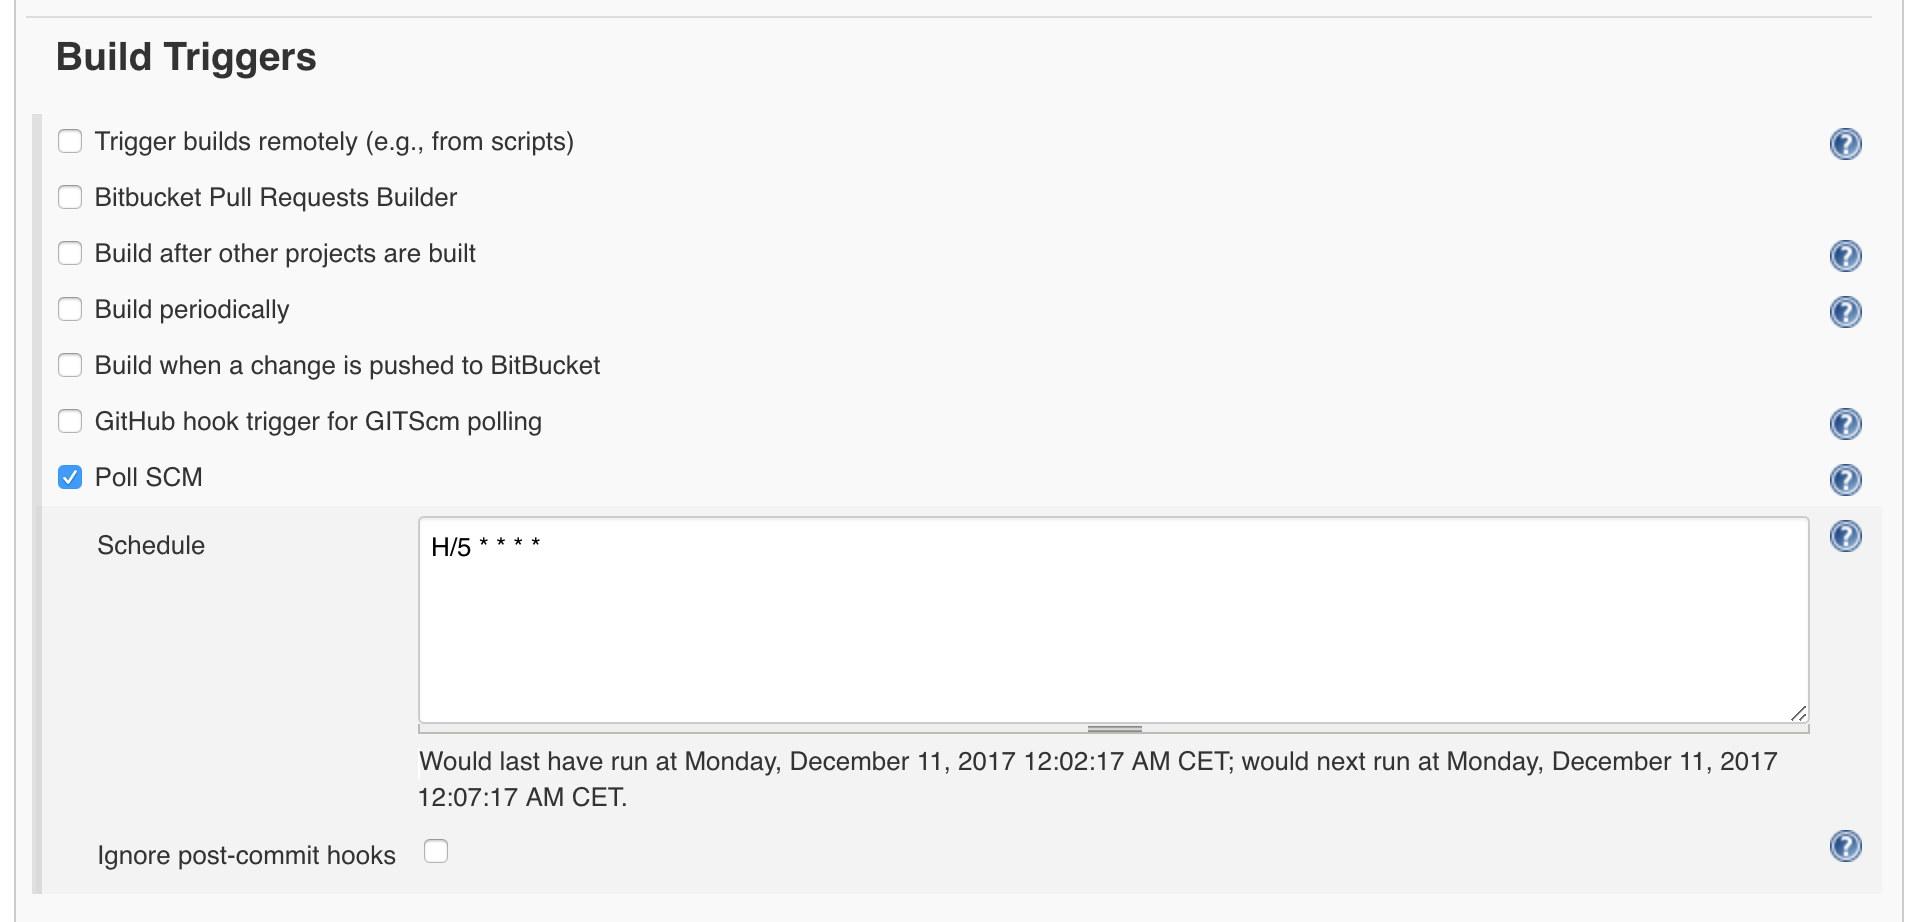 Build Triggers
Trigger builds remotely (e.g., from scripts)
Bitbucket Pull Requests Builder
Build after other projects are built
Build periodically
Build when a change is pushed to BitBucket
GitHub hook trigger for GITScm polling
Poll SCM
Schedule
H/5 * * * *
Would last have run at Monday, December 11, 2017 12:02:17 AM CET; would next run at Monday, December 11, 2017
12:07:17 AM CET.
Ignore post-commit hooks